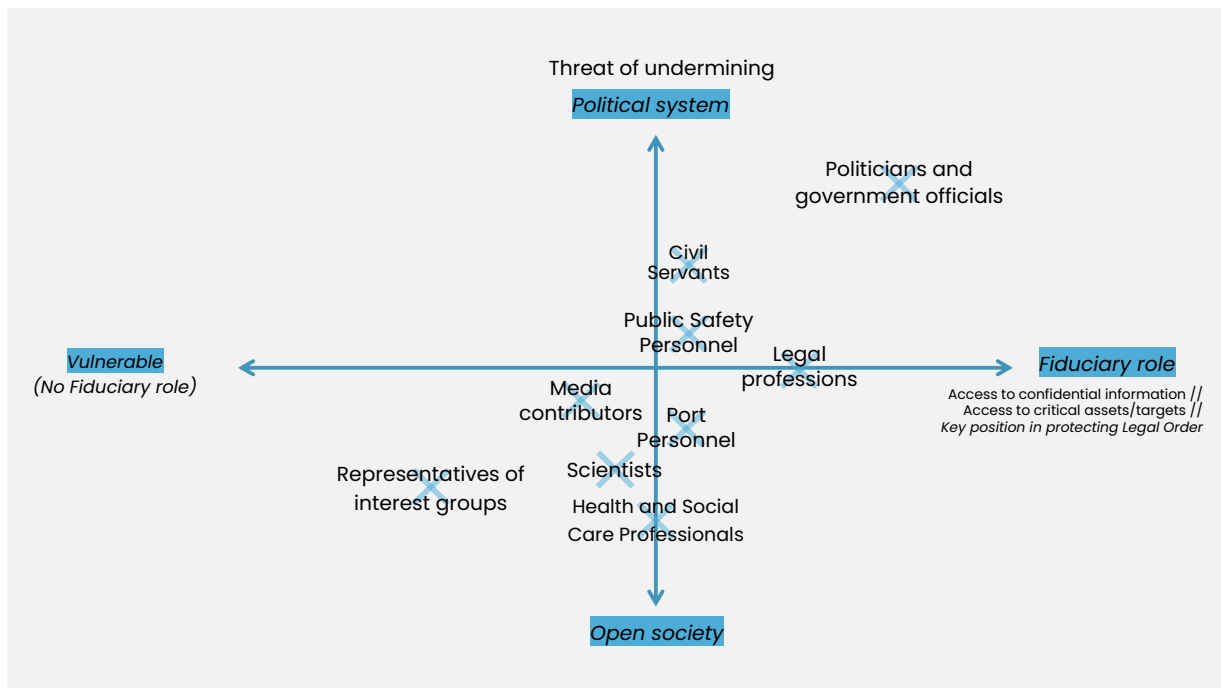 Threat of undermining
Political system
Politicians and
government officials
Civil
Servants
Public Safety
Personnel
Legal
professions
Vulnerable
(No Fiduciary role)
Fiduciary role
Access to confidential information //
Access to critical assets/targets //
Key position in protecting Legal Order
Media
contributors
Port
Personnel
Scientists
Representatives of
interest groups
Health and Social
Care Professionals
Open society